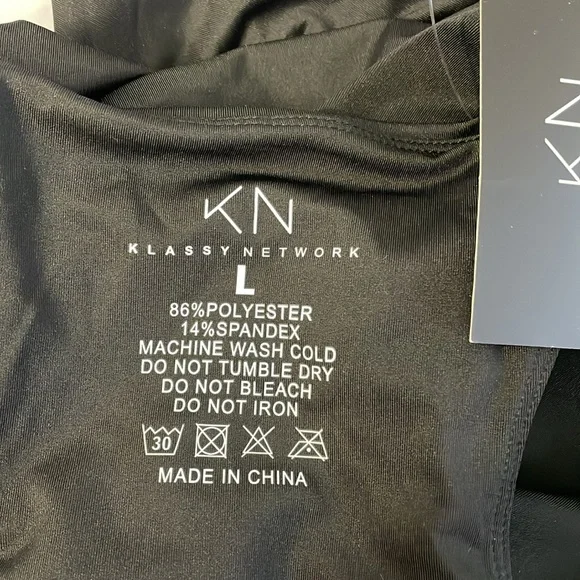 KN
KLASSY NETWORK
L
86%POLYESTER
14%SPANDEX
MACHINE WASH COLD
DO NOT TUMBLE DRY
DO NOT BLEACH
DO NOT IRON
30
MADE IN CHINA
KN